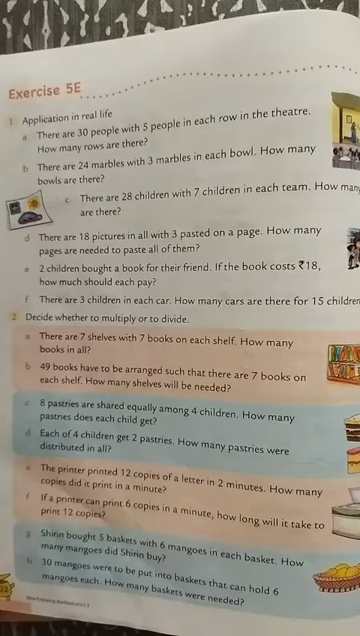 Exercise 5E
1 Application in real life
a There are 30 people with 5 people in each row in the theatre.
How many rows are there?
b There are 24 marbles with 3 marbles in each bowl. How many
bowls are there?
c There are 28 children with 7 children in each team. How many
are there?
d There are 18 pictures in all with 3 pasted on a page. How many
pages are needed to paste all of them?
e 2 children bought a book for their friend. If the book costs ₹18,
how much should each pay?
f There are 3 children in each car. How many cars are there for 15 children
2 Decide whether to multiply or to divide.
a There are 7 shelves with 7 books on each shelf. How many
books in all?
b 49 books have to be arranged such that there are 7 books on
each shelf. How many shelves will be needed?
c 8 pastries are shared equally among 4 children. How many
pastries does each child get?
d Each of 4 children get 2 pastries. How many pastries were
distributed in all?
e The printer printed 12 copies of a letter in 2 minutes. How many
copies did it print in a minute?
f If a printer can print 6 copies in a minute, how long will it take to
print 12 copies?
g Shirin bought 5 baskets with 6 mangoes in each basket. How
many mangoes did Shirin buy?
h 30 mangoes were to be put into baskets that can hold 6
mangoes each. How many baskets were needed?